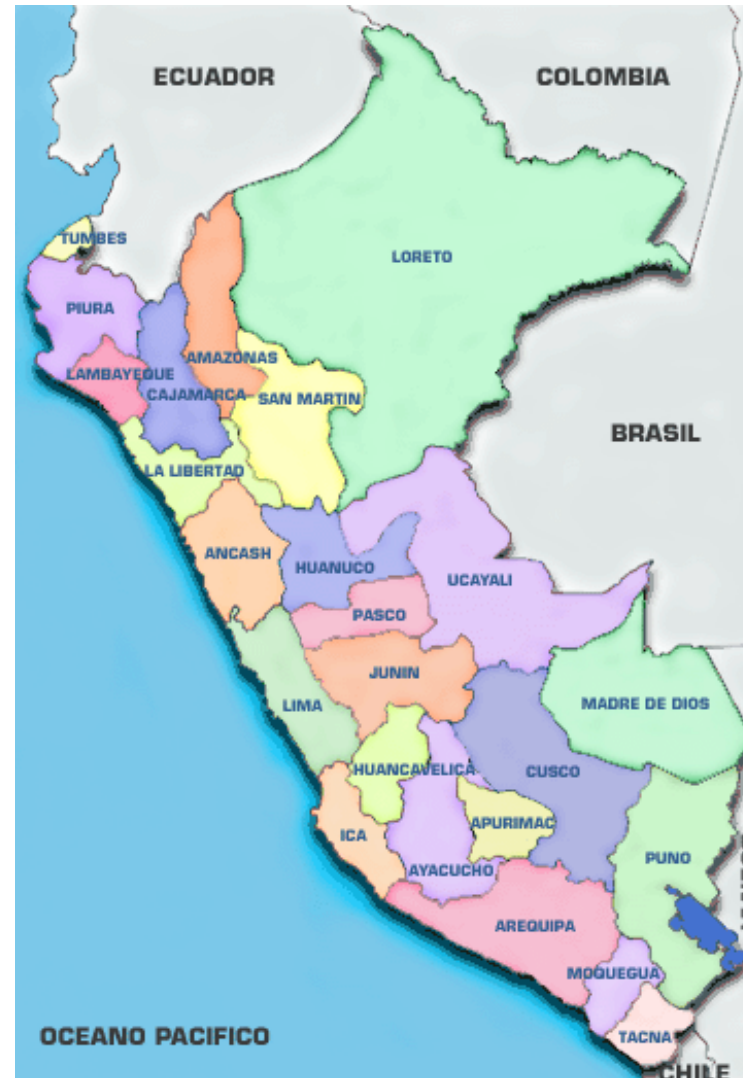 ECUADOR
COLOMBIA
TUMBES
LORETO
PIURA
AMAZONAS
LAMBAYEQUE
CAJAMARCA
SAN MARTIN
BRASIL
LA LIBERTAD
ANCASH
HUANUCO
UCAYALI
PASCO
JUNIN
LIMA
MADRE DE DIOS
HUANCAVELICA
CUSCO
ICA
APURIMAC
PUNO
AYACUCHO
AREQUIPA
MOQUEGUA
OCEANO PACIFICO
TACNA
CHILE